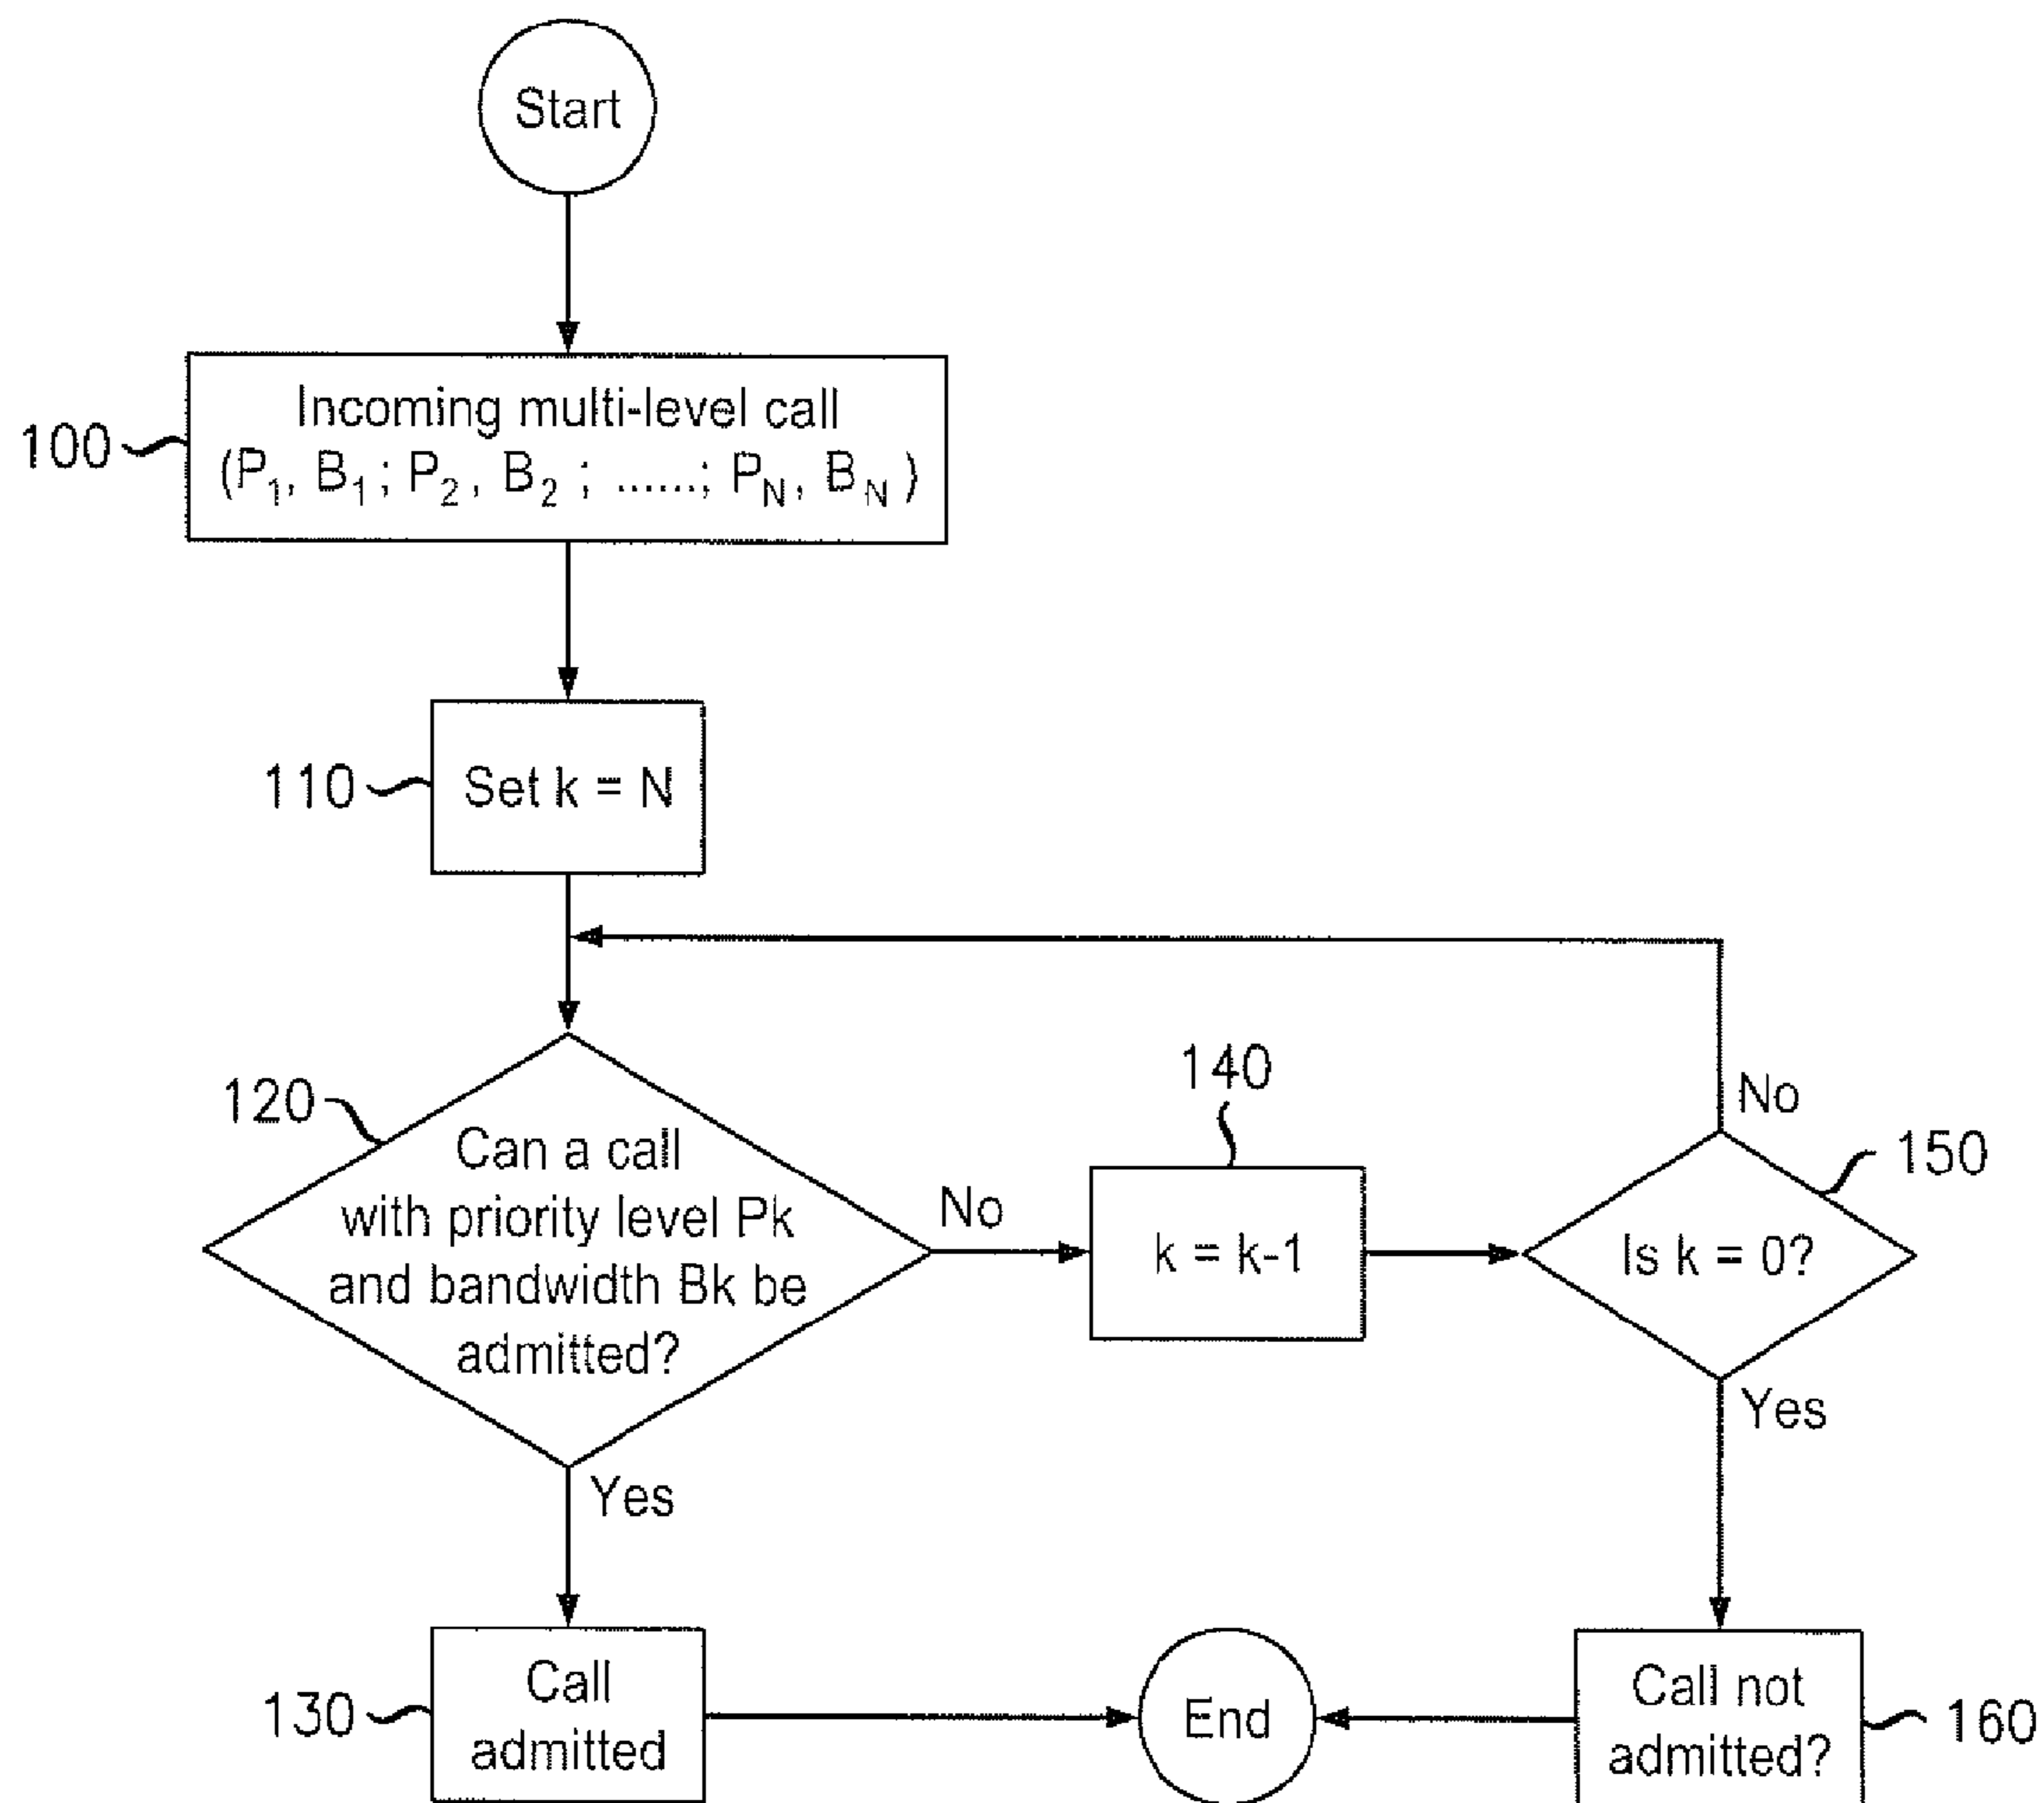 Start
100
Incoming multi-level call
(P₁, B₁; P₂, B₂; ......; P_N, B_N)
110
Set k = N
120
Can a call
with priority level Pk
and bandwidth Bk be
admitted?
No
140
k = k-1
No
150
Is k = 0?
Yes
Yes
130
Call
admitted
End
Call not
admitted?
160